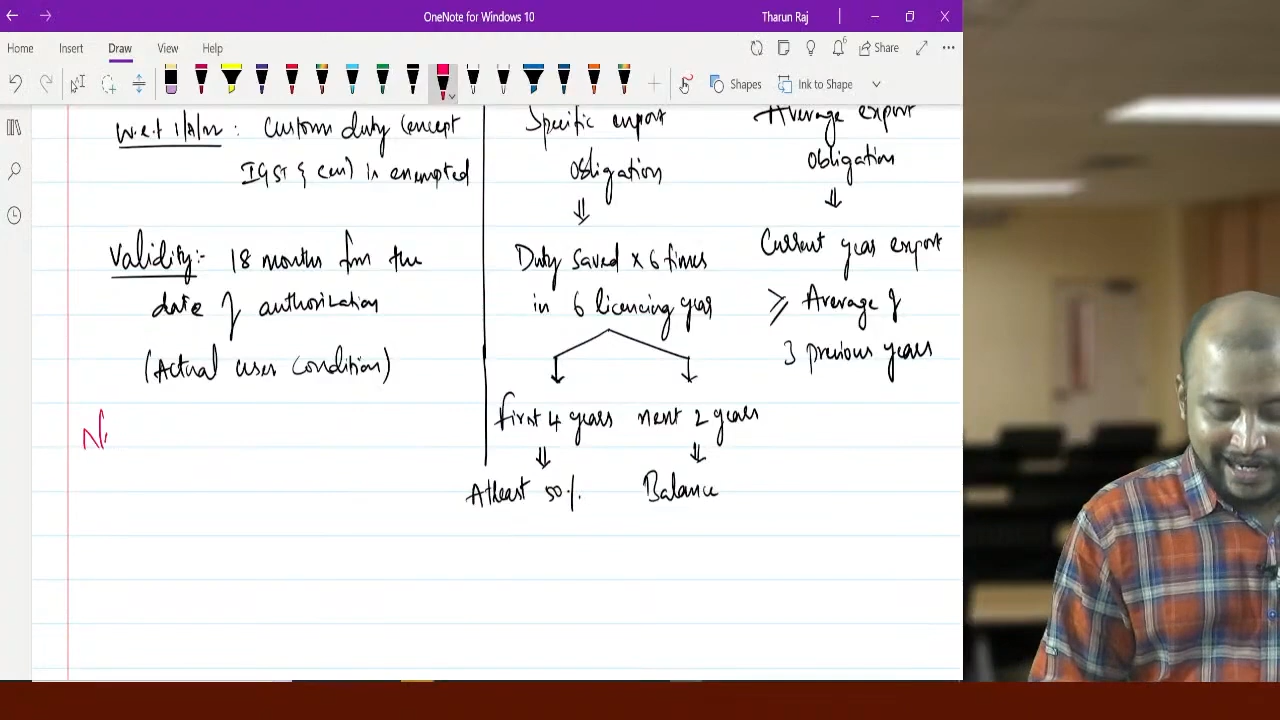 OneNote for Windows 10
Tharun Raj
Home Insert Draw View Help
Share
Shapes
Ink to Shape
W.e.f : Custom duty (except
IGST & cess) is exempted
Validity:- 18 months from the
date of authorization
(Actual user condition)
N
Specific export
obligation
⇓
Duty saved × 6 times
in 6 licencing year
First 4 years next 2 years
⇓ ⇓
Atleast 50%. Balance
Average export
obligation
⇓
Current year export
≥ Average of
3 previous years